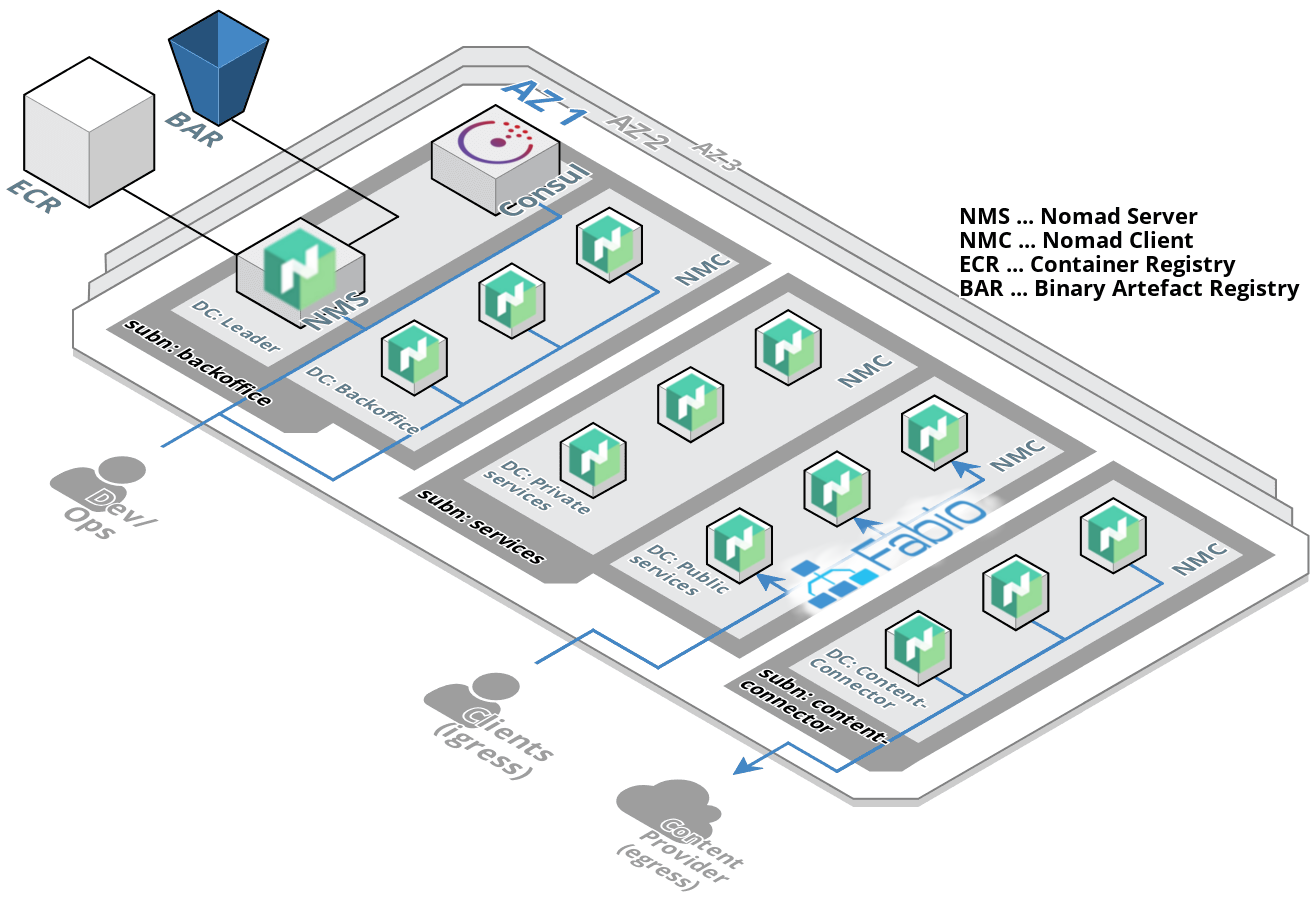 BAR
ECR
AZ-1
AZ-2
AZ-3
Consul
NMS
DC: Leader
subn: backoffice
NMC
DC: Backoffice
NMS ... Nomad Server
NMC ... Nomad Client
ECR ... Container Registry
BAR ... Binary Artefact Registry
NMC
DC: Private
services
subn: services
NMC
DC: Public
services
Fabio
NMC
DC: Content-
Connector
subn: content-
connector
Dev/
Ops
Clients
(igress)
Content
Provider
(egress)